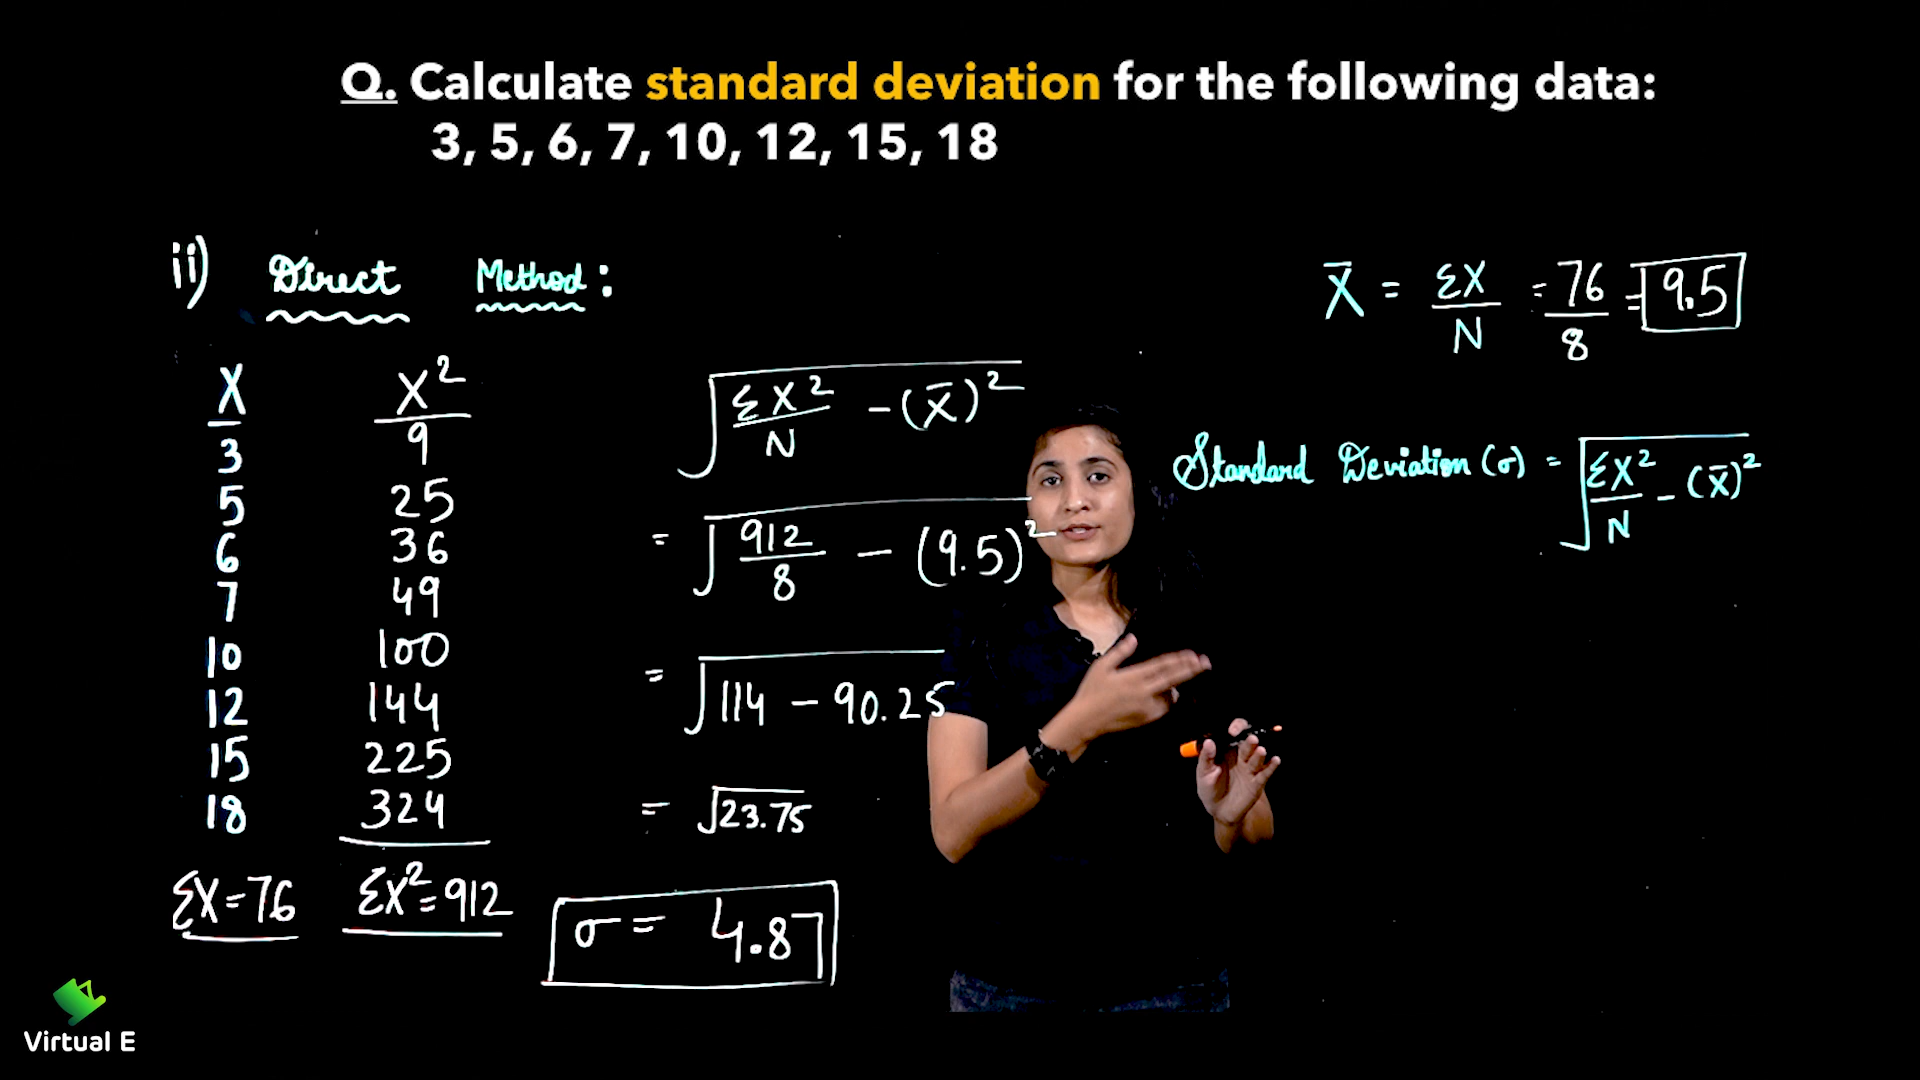 Q. Calculate standard deviation for the following data:
3, 5, 6, 7, 10, 12, 15, 18
ii) Direct Method:
X X²
3 9
5 25
6 36
7 49
10 100
12 144
15 225
18 324
ΣX=76 ΣX²=912
√(ΣX²/N - (X̄)²)
= √(912/8 - (9.5)²)
= √(114 - 90.25)
= √23.75
σ = 4.87
X̄ = ΣX/N = 76/8 = 9.5
Standard Deviation (σ) = √(ΣX²/N - (X̄)²)
Virtual E